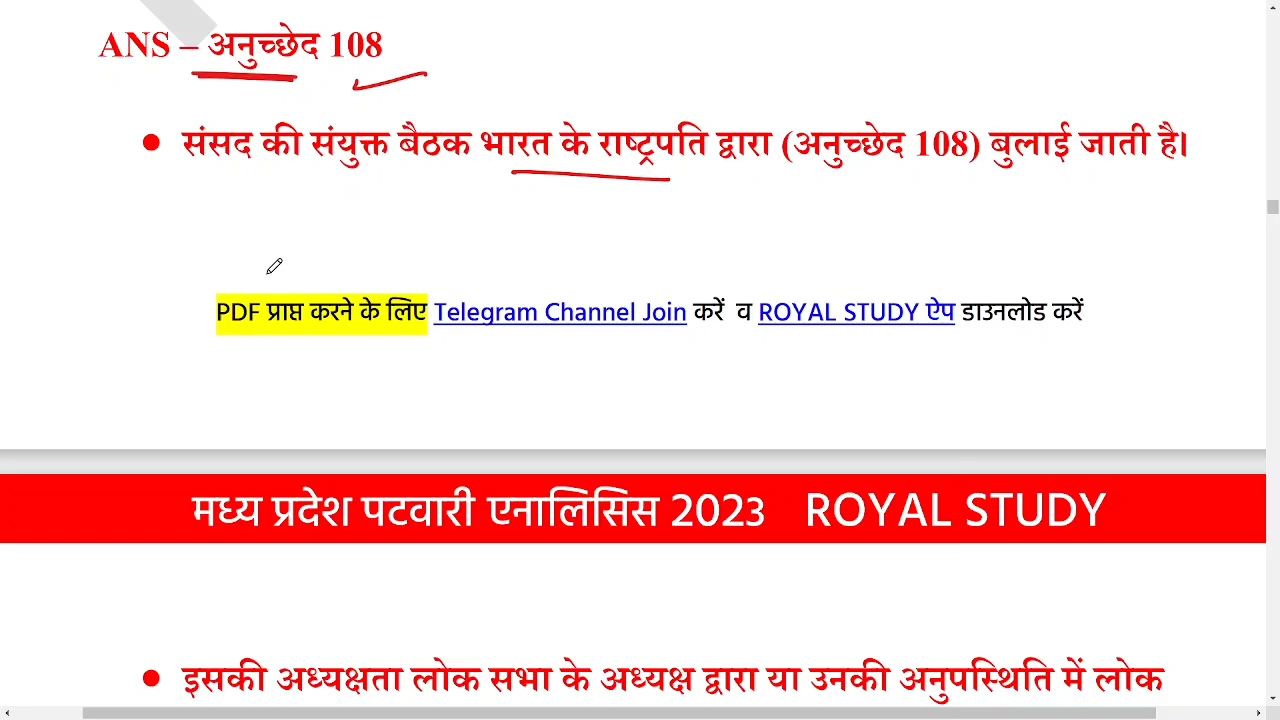 ANS – अनुच्छेद 108
• संसद की संयुक्त बैठक भारत के राष्ट्रपति द्वारा (अनुच्छेद 108) बुलाई जाती है।
PDF प्राप्त करने के लिए Telegram Channel Join करें व ROYAL STUDY ऐप डाउनलोड करें
मध्य प्रदेश पटवारी एनालिसिस 2023 ROYAL STUDY
• इसकी अध्यक्षता लोक सभा के अध्यक्ष द्वारा या उनकी अनुपस्थिति में लोक